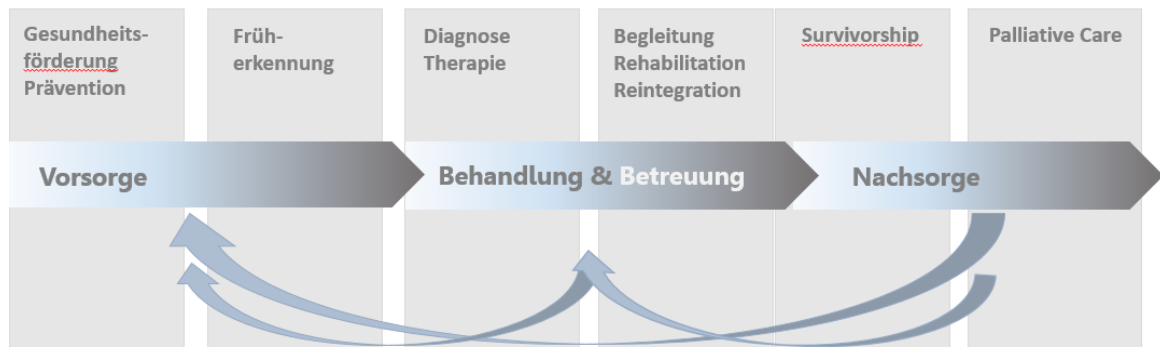 Gesundheits-
förderung
Prävention
Früh-
erkennung
Diagnose
Therapie
Begleitung
Rehabilitation
Reintegration
Survivorship
Palliative Care
Vorsorge
Behandlung & Betreuung
Nachsorge